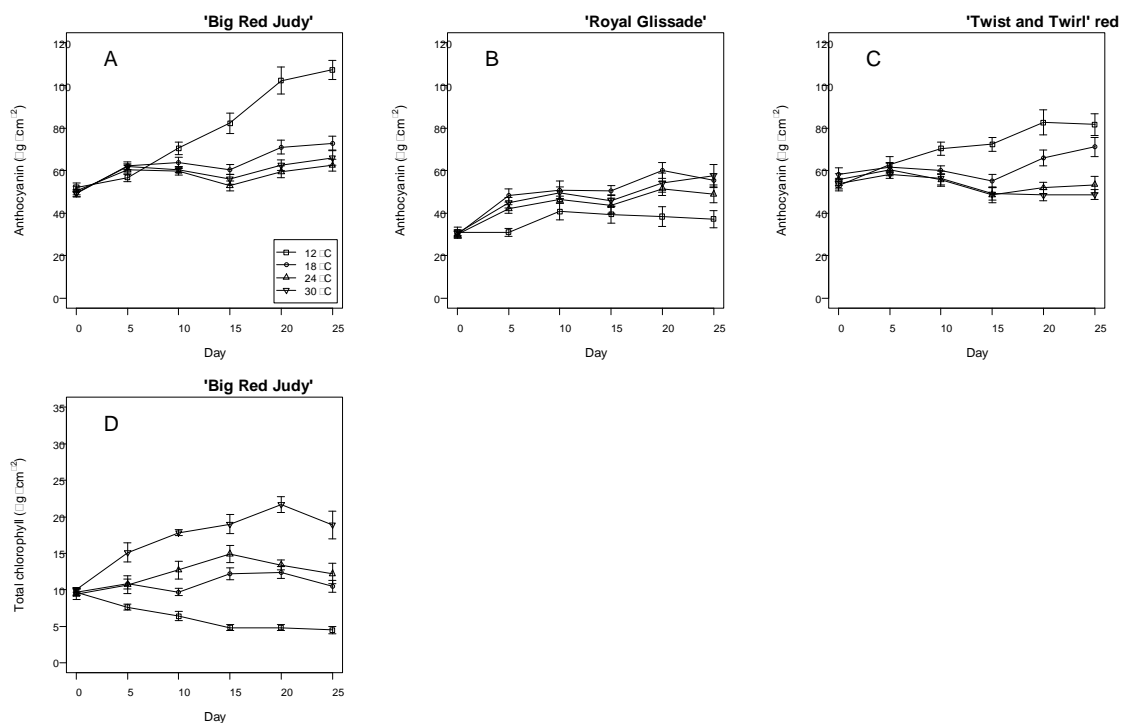 'Big Red Judy'
A
Anthocyanin (□g □cm⁻²)
120
100
80
60
40
20
0
0 5 10 15 20 25
Day
12 □C
18 □C
24 □C
30 □C
'Royal Glissade'
B
Anthocyanin (□g □cm⁻²)
120
100
80
60
40
20
0
0 5 10 15 20 25
Day
'Twist and Twirl' red
C
Anthocyanin (□g □cm⁻²)
120
100
80
60
40
20
0
0 5 10 15 20 25
Day
'Big Red Judy'
D
Total chlorophyll (□g □cm⁻²)
35
30
25
20
15
10
5
0
0 5 10 15 20 25
Day